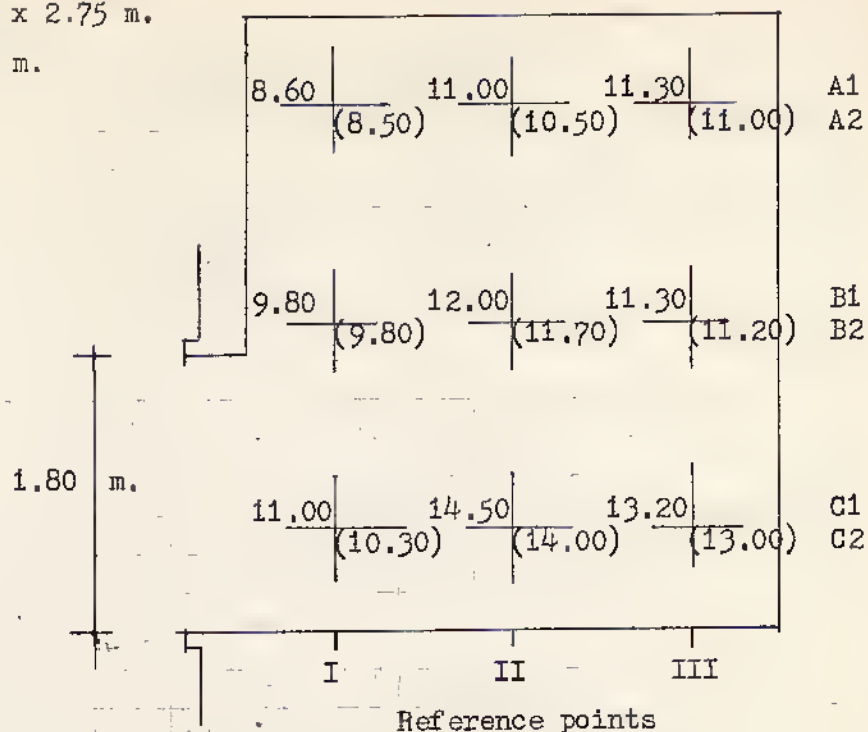 x 2.75 m.
m.
8.60 11.00 11.30 A1
(8.50) (10.50) (11.00) A2
9.80 12.00 11.30 B1
(9.80) (11.70) (11.20) B2
1.80 m.
11.00 14.50 13.20 C1
(10.30) (14.00) (13.00) C2
I II III
Reference points